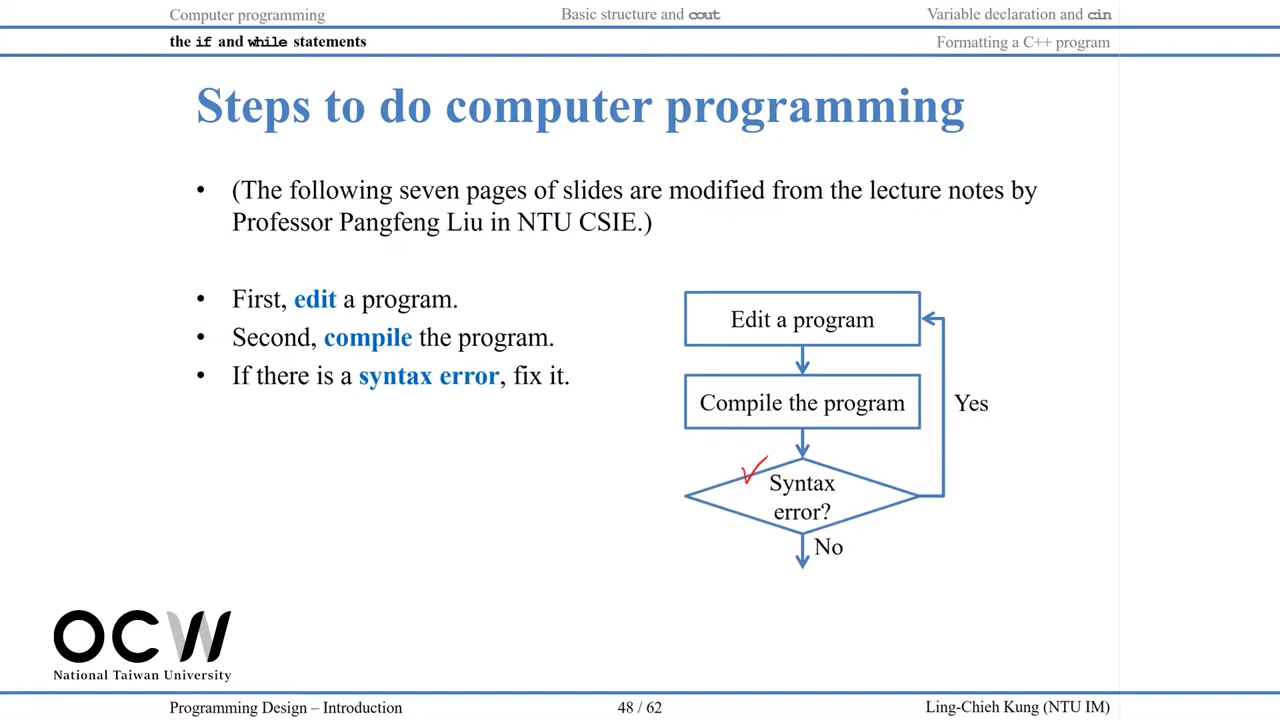 Computer programming
Basic structure and cout
Variable declaration and cin
the if and while statements
Formatting a C++ program
Steps to do computer programming
• (The following seven pages of slides are modified from the lecture notes by
Professor Pangfeng Liu in NTU CSIE.)
• First, edit a program.
• Second, compile the program.
• If there is a syntax error, fix it.
Edit a program
Compile the program
Yes
Syntax
error?
No
OCW
National Taiwan University
Programming Design – Introduction
48 / 62
Ling-Chieh Kung (NTU IM)